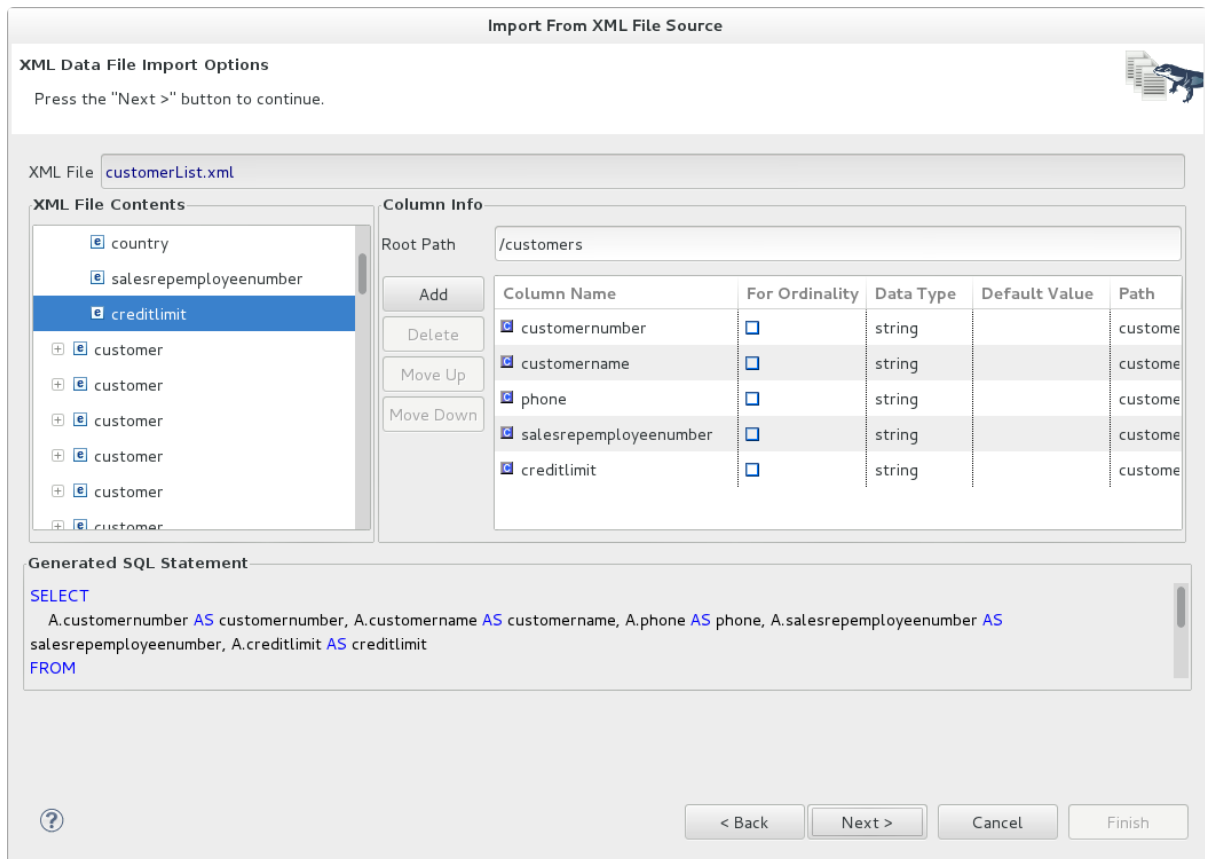 Import From XML File Source
XML Data File Import Options
Press the "Next >" button to continue.
XML File customerList.xml
XML File Contents
country
salesrepemployeenumber
creditlimit
customer
customer
customer
customer
customer
customer
Column Info
Root Path /customers
Add
Delete
Move Up
Move Down
Column Name For Ordinality Data Type Default Value Path
customernumber string custome
customername string custome
phone string custome
salesrepemployeenumber string custome
creditlimit string custome
Generated SQL Statement
SELECT
A.customernumber AS customernumber, A.customername AS customername, A.phone AS phone, A.salesrepemployeenumber AS
salesrepemployeenumber, A.creditlimit AS creditlimit
FROM
? < Back Next > Cancel Finish